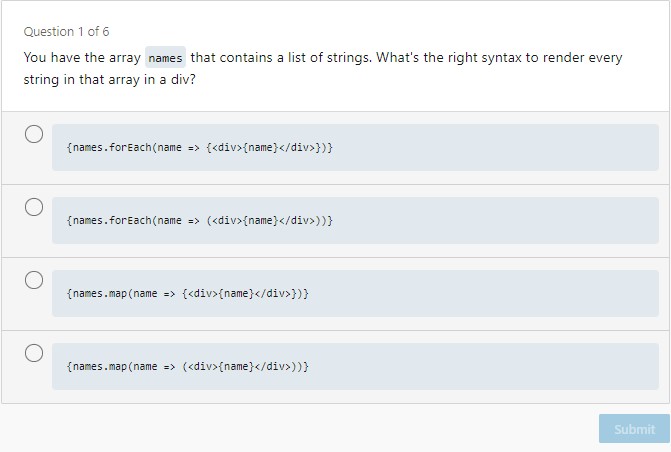 Question 1 of 6
You have the array names that contains a list of strings. What's the right syntax to render every
string in that array in a div?
{names.forEach(name => {<div>{name}</div>})}
{names.forEach(name => (<div>{name}</div>))}
{names.map(name => {<div>{name}</div>})}
{names.map(name => (<div>{name}</div>))}
Submit